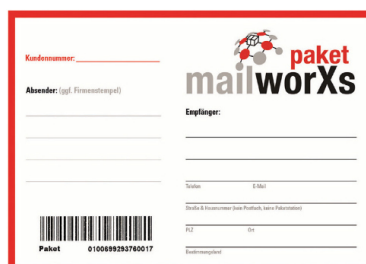 Kundennummer:
Absender: (ggf. Firmenstempel)
paket
mailworXs
Empfänger:
Telefon E-Mail
Straße & Hausnummer (kein Postfach, keine Paketstation)
PLZ Ort
Bestimmungsland
Paket 0100699293760017